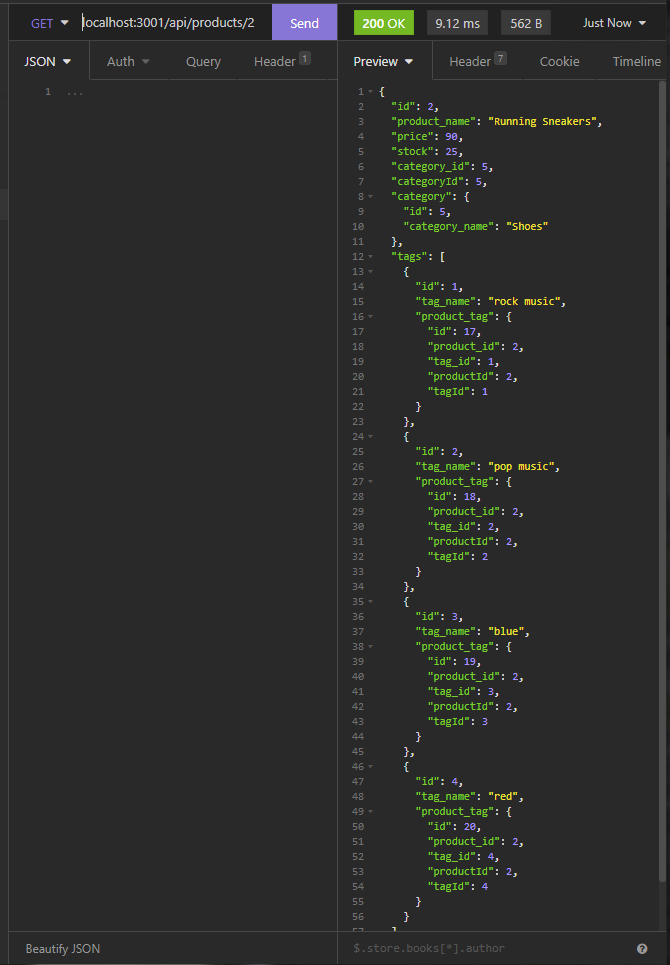 GET localhost:3001/api/products/2 Send 200 OK 9.12 ms 562 B Just Now
JSON Auth Query Header 1 Preview Header 7 Cookie Timeline
1 ...
1 {
2 "id": 2,
3 "product_name": "Running Sneakers",
4 "price": 90,
5 "stock": 25,
6 "category_id": 5,
7 "categoryId": 5,
8 "category": {
9 "id": 5,
10 "category_name": "Shoes"
11 },
12 "tags": [
13 {
14 "id": 1,
15 "tag_name": "rock music",
16 "product_tag": {
17 "id": 17,
18 "product_id": 2,
19 "tag_id": 1,
20 "productId": 2,
21 "tagId": 1
22 }
23 },
24 {
25 "id": 2,
26 "tag_name": "pop music",
27 "product_tag": {
28 "id": 18,
29 "product_id": 2,
30 "tag_id": 2,
31 "productId": 2,
32 "tagId": 2
33 }
34 },
35 {
36 "id": 3,
37 "tag_name": "blue",
38 "product_tag": {
39 "id": 19,
40 "product_id": 2,
41 "tag_id": 3,
42 "productId": 2,
43 "tagId": 3
44 }
45 },
46 {
47 "id": 4,
48 "tag_name": "red",
49 "product_tag": {
50 "id": 20,
51 "product_id": 2,
52 "tag_id": 4,
53 "productId": 2,
54 "tagId": 4
55 }
56 }
Beautify JSON $.store.books[*].author ?